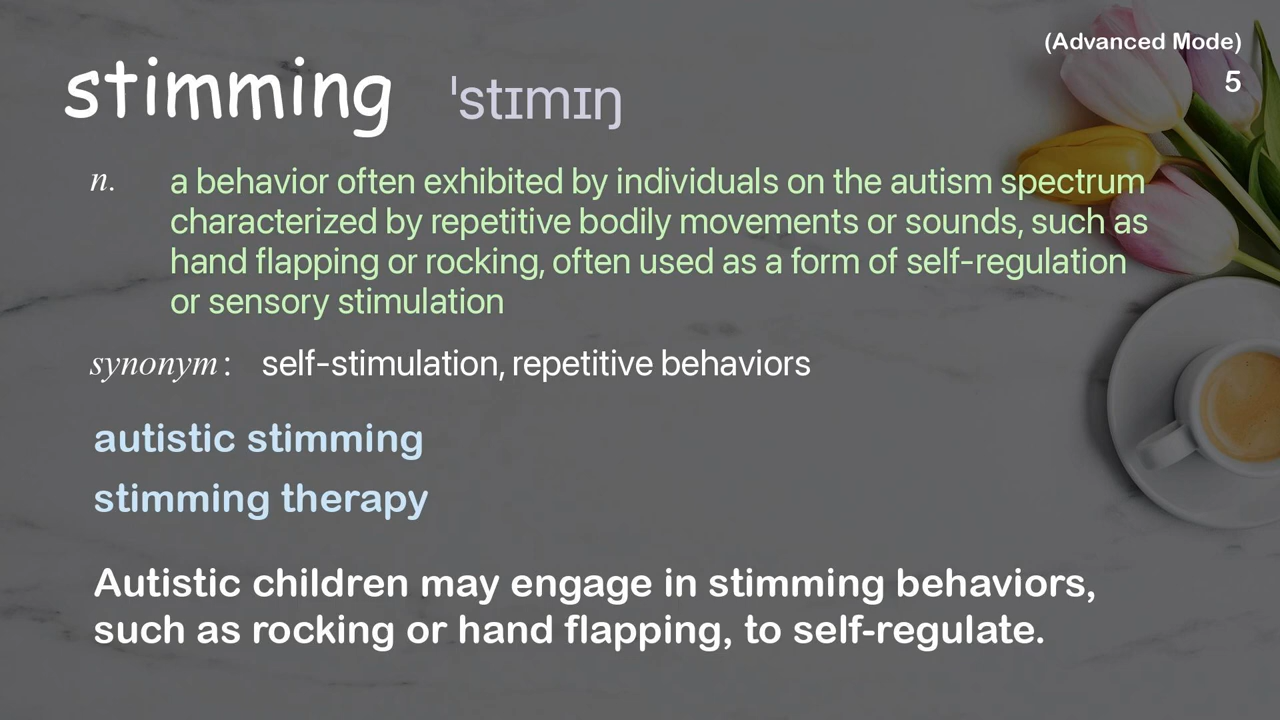 (Advanced Mode)
5
stimming ˈstɪmɪŋ
n. a behavior often exhibited by individuals on the autism spectrum
characterized by repetitive bodily movements or sounds, such as
hand flapping or rocking, often used as a form of self-regulation
or sensory stimulation
synonym: self-stimulation, repetitive behaviors
autistic stimming
stimming therapy
Autistic children may engage in stimming behaviors,
such as rocking or hand flapping, to self-regulate.